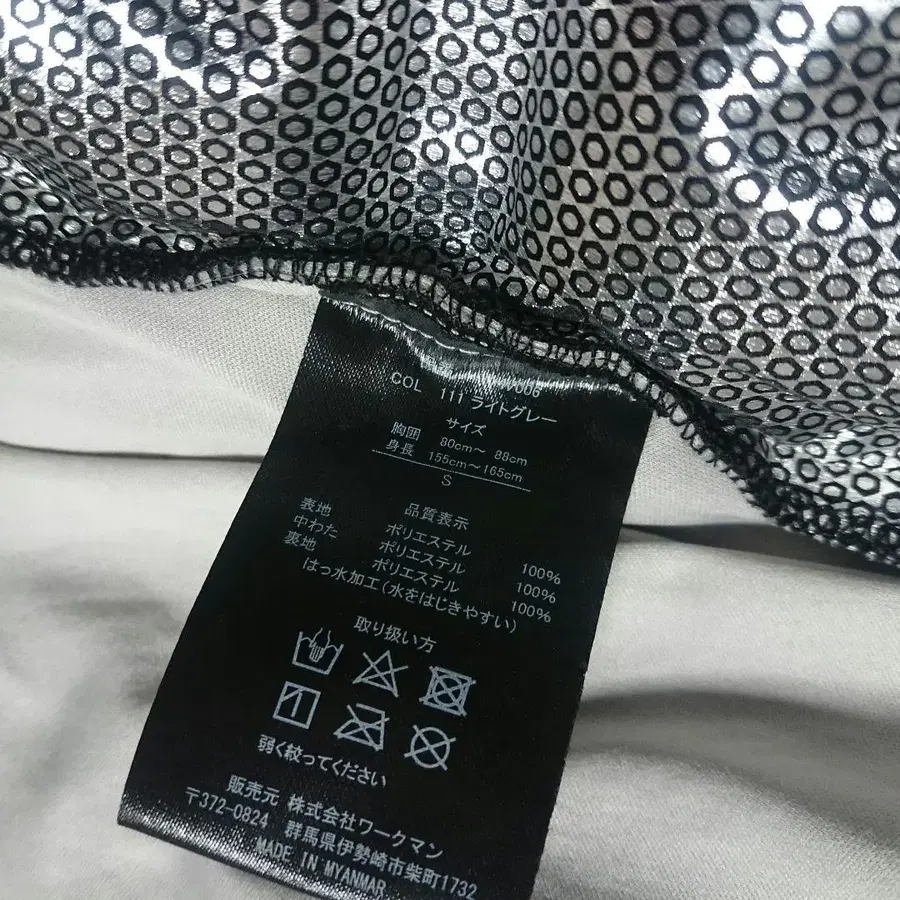 COL 111 ライトグレー
サイズ
胸囲 80cm～ 88cm
身長 155cm～165cm
S
品質表示
表地 ポリエステル 100%
中わた ポリエステル 100%
裏地 ポリエステル 100%
はっ水加工(水をはじきやすい)
取り扱い方
弱く絞ってください
販売元 株式会社ワークマン
〒372-0824 群馬県伊勢崎市柴町1732
MADE IN MYANMAR